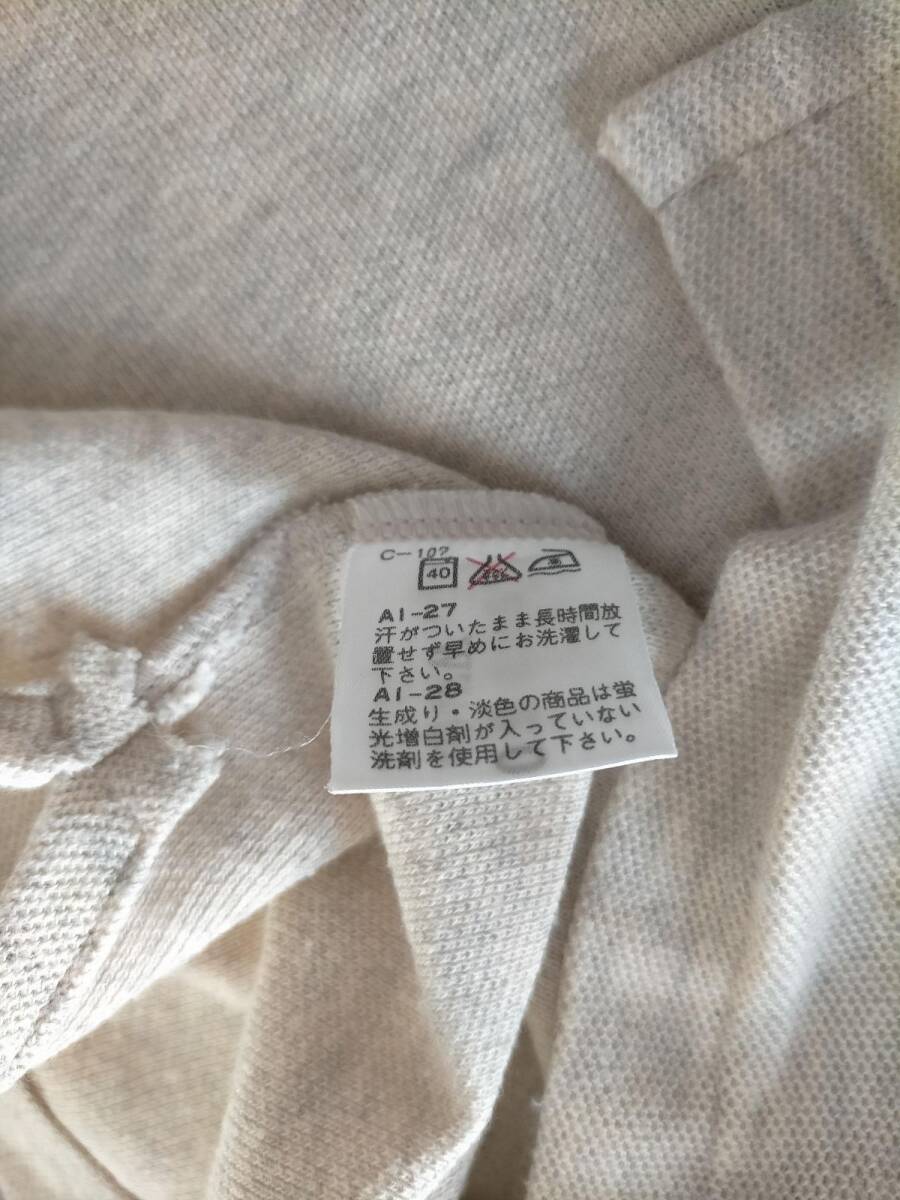 C-107
40
AI-27
汗がついたまま長時間放
置せず早めにお洗濯して
下さい。
AI-28
生成り・淡色の商品は蛍
光増白剤が入っていない
洗剤を使用して下さい。